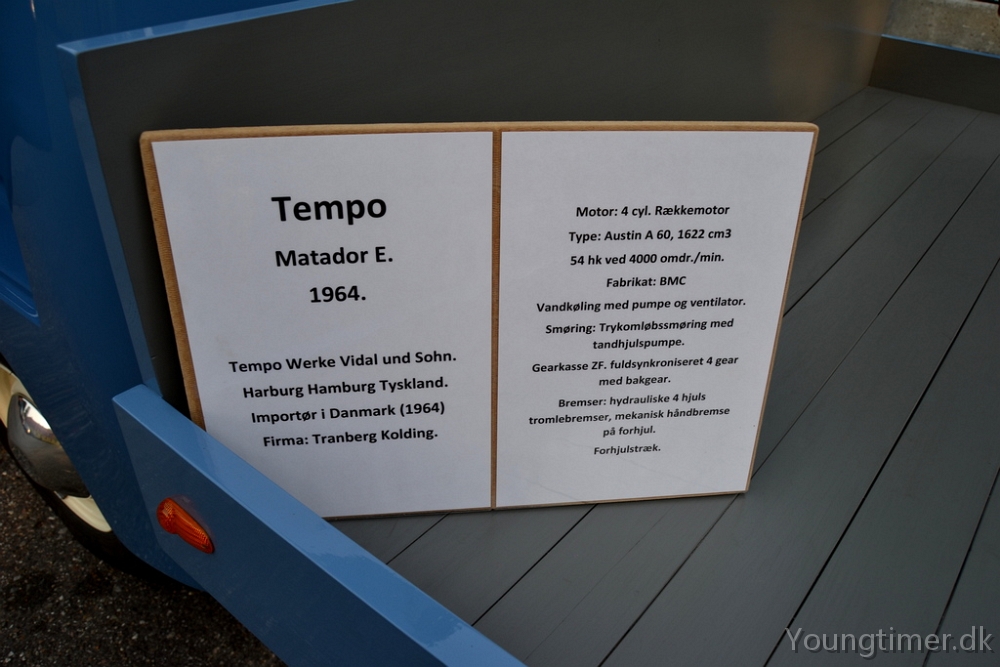 Tempo
Matador E.
1964.
Tempo Werke Vidal und Sohn.
Harburg Hamburg Tyskland.
Importør i Danmark (1964)
Firma: Tranberg Kolding.
Motor: 4 cyl. Rækkemotor
Type: Austin A 60, 1622 cm3
54 hk ved 4000 omdr./min.
Fabrikat: BMC
Vandkøling med pumpe og ventilator.
Smøring: Trykomløbssmøring med
tandhjulspumpe.
Gearkasse ZF. fuldsynkroniseret 4 gear
med bakgear.
Bremser: hydrauliske 4 hjuls
tromlebremser, mekanisk håndbremse
på forhjul.
Forhjulstræk.
Youngtimer.dk